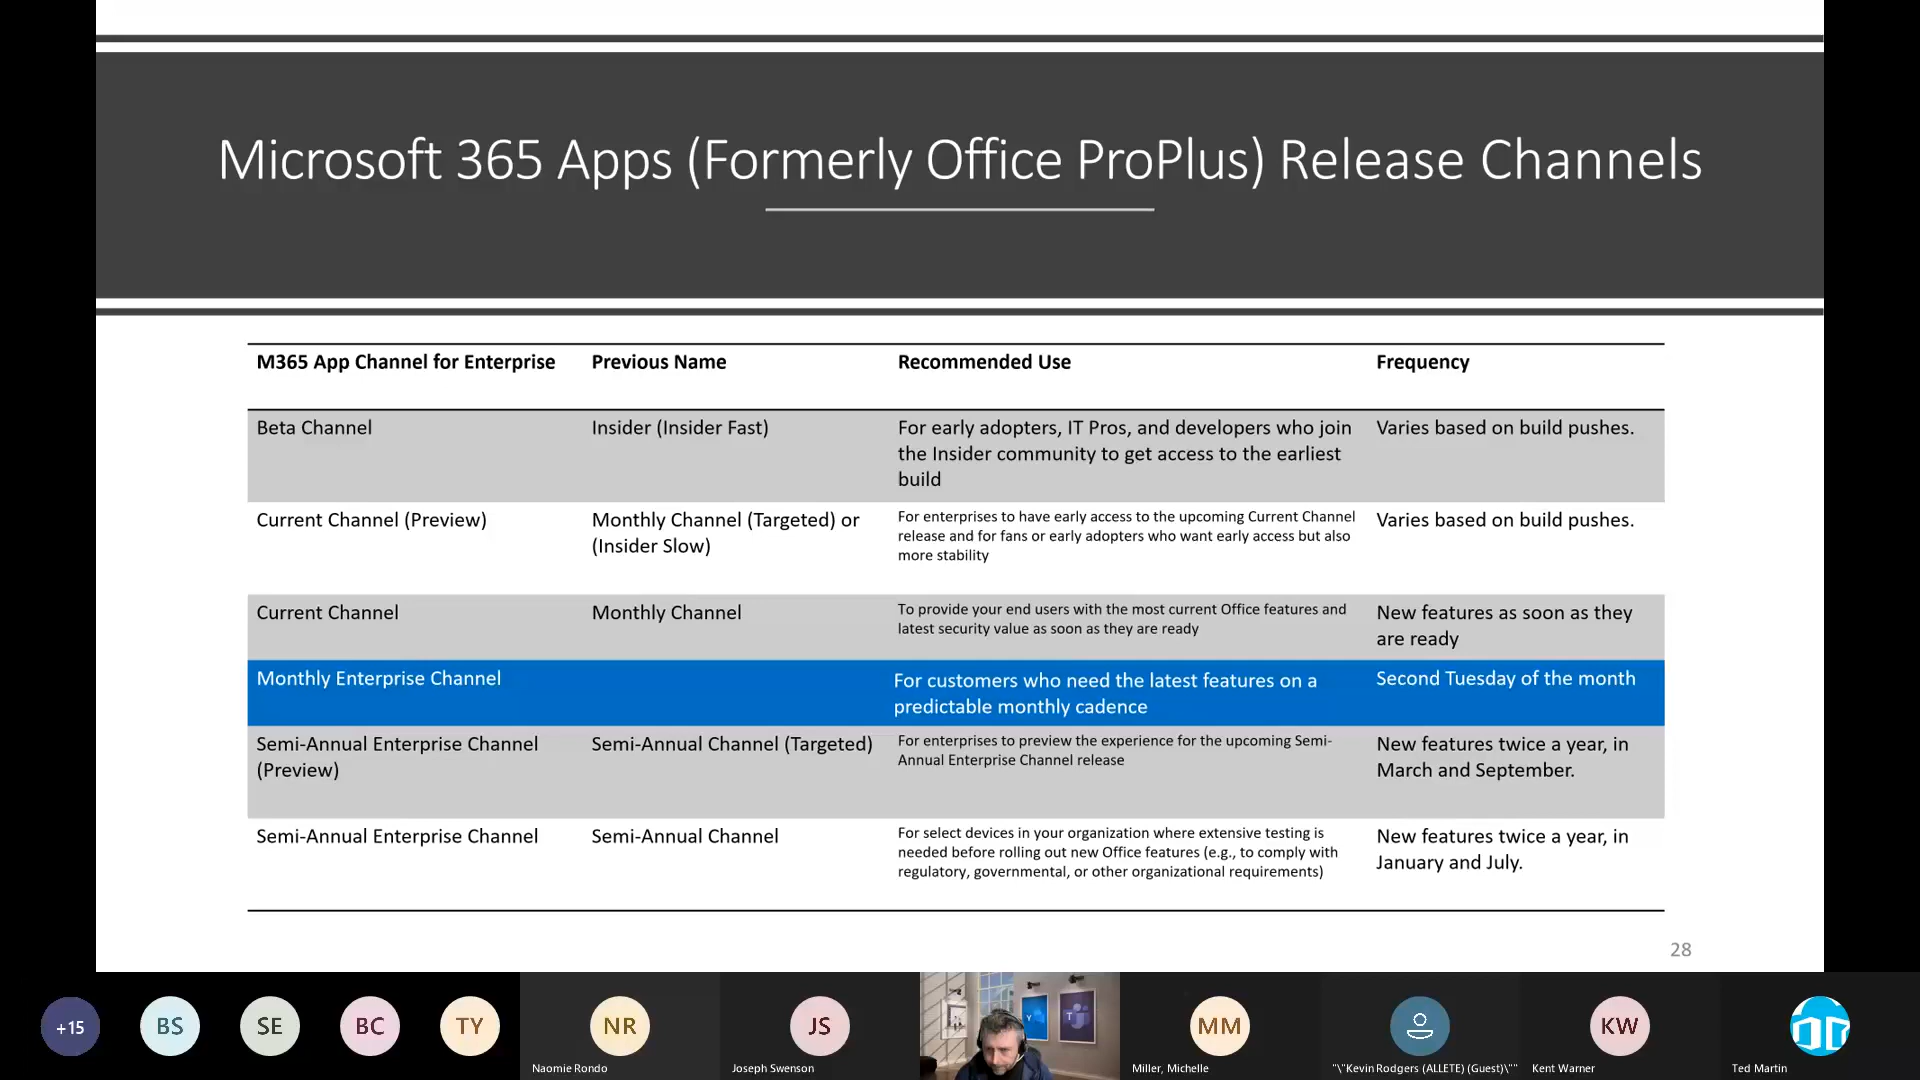 Microsoft 365 Apps (Formerly Office ProPlus) Release Channels
M365 App Channel for Enterprise
Previous Name
Recommended Use
Frequency
Beta Channel
Insider (Insider Fast)
For early adopters, IT Pros, and developers who join
the Insider community to get access to the earliest
build
Varies based on build pushes.
Current Channel (Preview)
Monthly Channel (Targeted) or
(Insider Slow)
For enterprises to have early access to the upcoming Current Channel
release and for fans or early adopters who want early access but also
more stability
Varies based on build pushes.
Current Channel
Monthly Channel
To provide your end users with the most current Office features and
latest security value as soon as they are ready
New features as soon as they
are ready
Monthly Enterprise Channel
For customers who need the latest features on a
predictable monthly cadence
Second Tuesday of the month
Semi-Annual Enterprise Channel
(Preview)
Semi-Annual Channel (Targeted)
For enterprises to preview the experience for the upcoming Semi-
Annual Enterprise Channel release
New features twice a year, in
March and September.
Semi-Annual Enterprise Channel
Semi-Annual Channel
For select devices in your organization where extensive testing is
needed before rolling out new Office features (e.g., to comply with
regulatory, governmental, or other organizational requirements)
New features twice a year, in
January and July.
28
+15
BS
SE
BC
TY
NR
Naomie Rondo
JS
Joseph Swenson
MM
Miller, Michelle
"\"Kevin Rodgers (ALLETE) (Guest)\""
KW
Kent Warner
Ted Martin